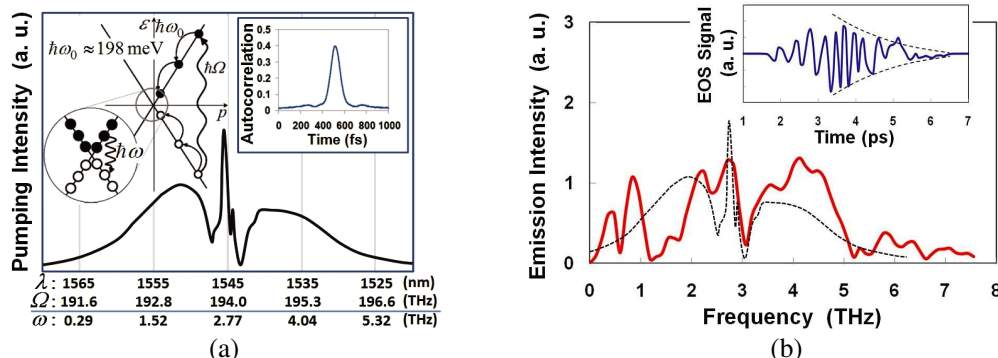 Pumping Intensity (a. u.)
ε
ħω₀
ħω₀ ≈ 198 meV
ħΩ
p
ħω
Autocorrelation
0.5
0.4
0.3
0.2
0.1
0
0 200 400 600 800 1000
Time (fs)
λ : 1565 1555 1545 1535 1525 (nm)
Ω : 191.6 192.8 194.0 195.3 196.6 (THz)
ω : 0.29 1.52 2.77 4.04 5.32 (THz)
(a)
Emission Intensity (a. u.)
3
2
1
0
EOS Signal
(a. u.)
1 2 3 4 5 6 7
Time (ps)
0 1 2 3 4 5 6 7 8
Frequency (THz)
(b)